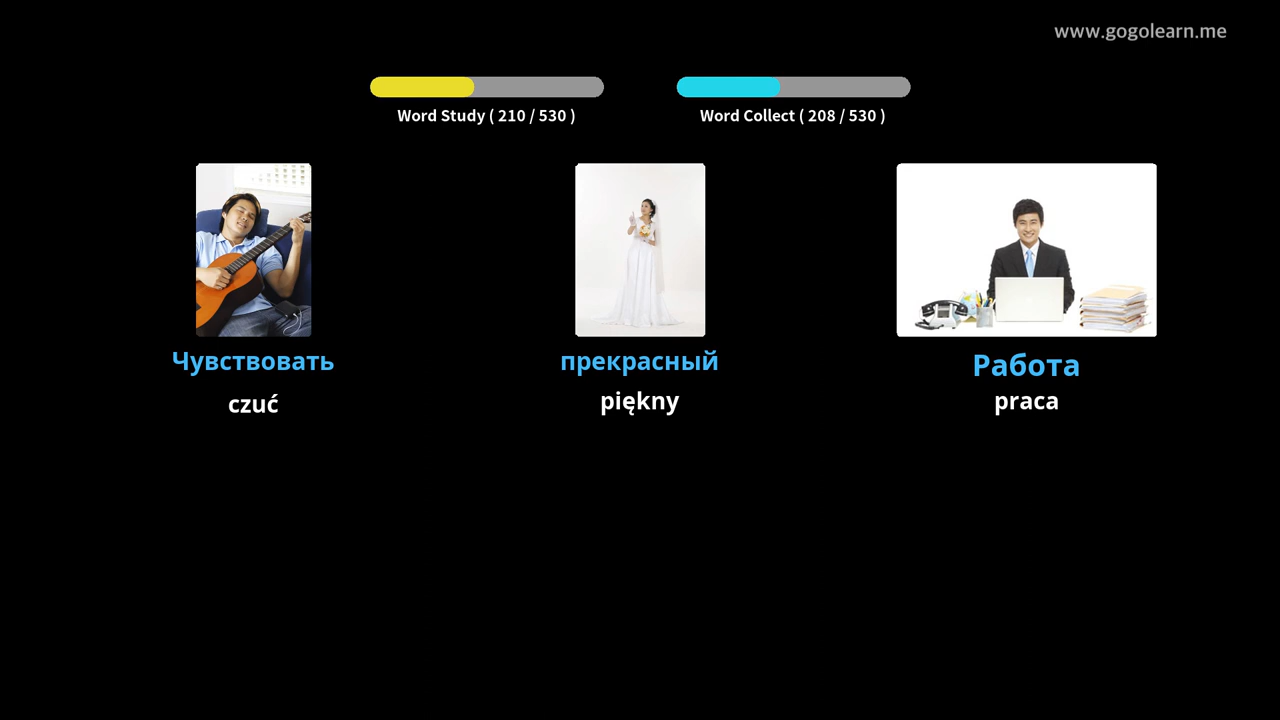 www.gogolearn.me
Word Study ( 210 / 530 )
Word Collect ( 208 / 530 )
Чувствовать
czuć
прекрасный
piękny
Работа
praca